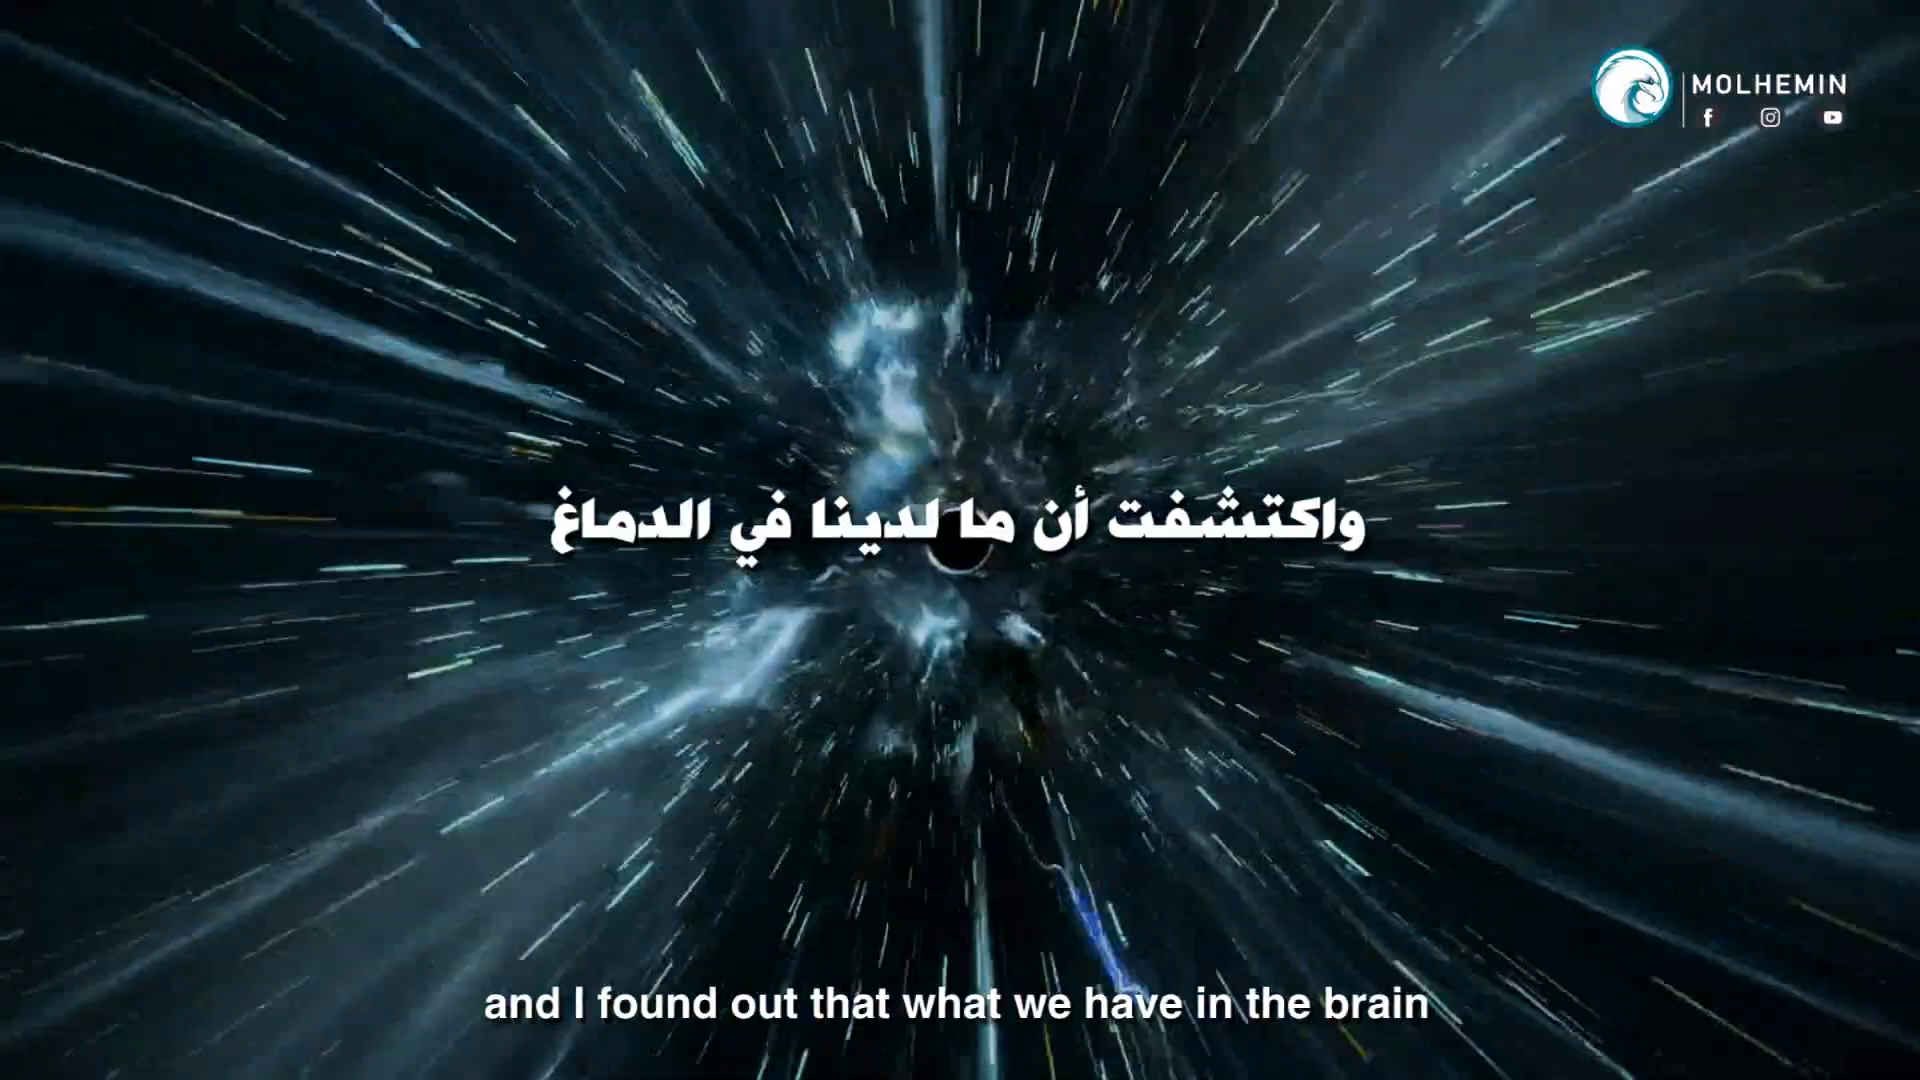 MOLHEMIN
واكتشفت أن ما لدينا في الدماغ
and I found out that what we have in the brain